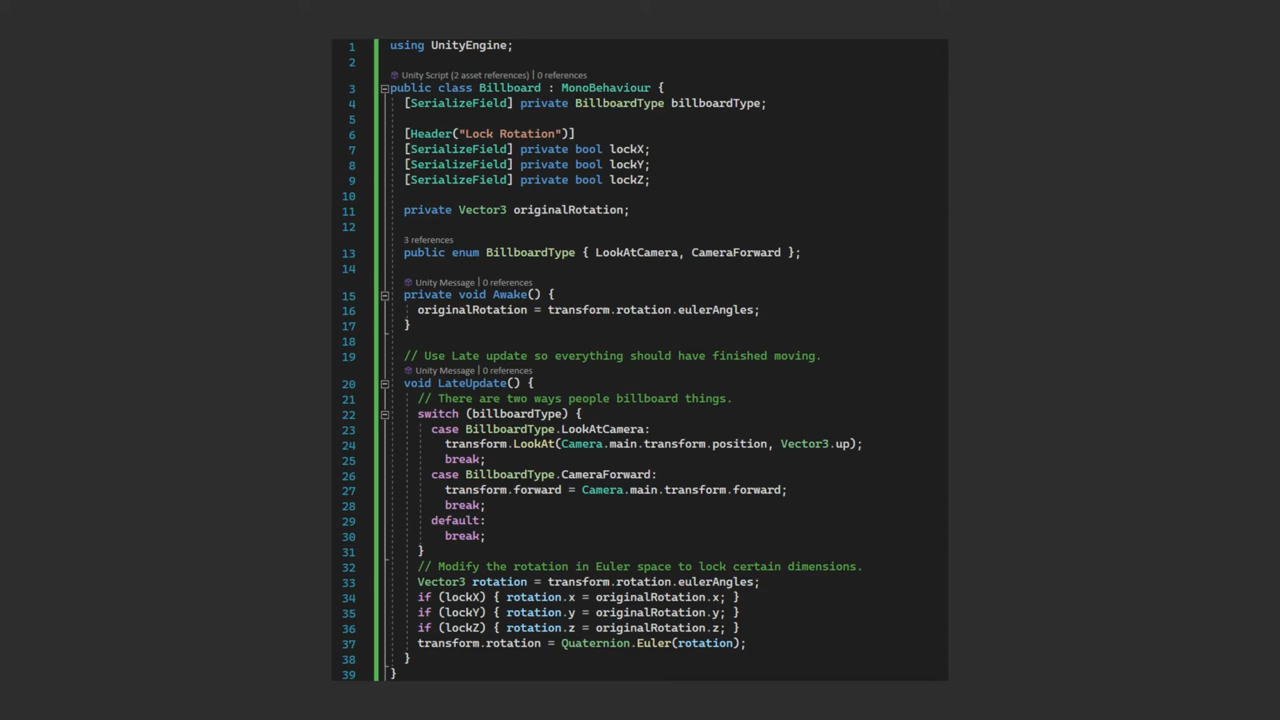 1 using UnityEngine;
2
Unity Script (2 asset references) | 0 references
3 public class Billboard : MonoBehaviour {
4 [SerializeField] private BillboardType billboardType;
5
6 [Header("Lock Rotation")]
7 [SerializeField] private bool lockX;
8 [SerializeField] private bool lockY;
9 [SerializeField] private bool lockZ;
10
11 private Vector3 originalRotation;
12
3 references
13 public enum BillboardType { LookAtCamera, CameraForward };
14
Unity Message | 0 references
15 private void Awake() {
16 originalRotation = transform.rotation.eulerAngles;
17 }
18
19 // Use Late update so everything should have finished moving.
Unity Message | 0 references
20 void LateUpdate() {
21 // There are two ways people billboard things.
22 switch (billboardType) {
23 case BillboardType.LookAtCamera:
24 transform.LookAt(Camera.main.transform.position, Vector3.up);
25 break;
26 case BillboardType.CameraForward:
27 transform.forward = Camera.main.transform.forward;
28 break;
29 default:
30 break;
31 }
32 // Modify the rotation in Euler space to lock certain dimensions.
33 Vector3 rotation = transform.rotation.eulerAngles;
34 if (lockX) { rotation.x = originalRotation.x; }
35 if (lockY) { rotation.y = originalRotation.y; }
36 if (lockZ) { rotation.z = originalRotation.z; }
37 transform.rotation = Quaternion.Euler(rotation);
38 }
39 }